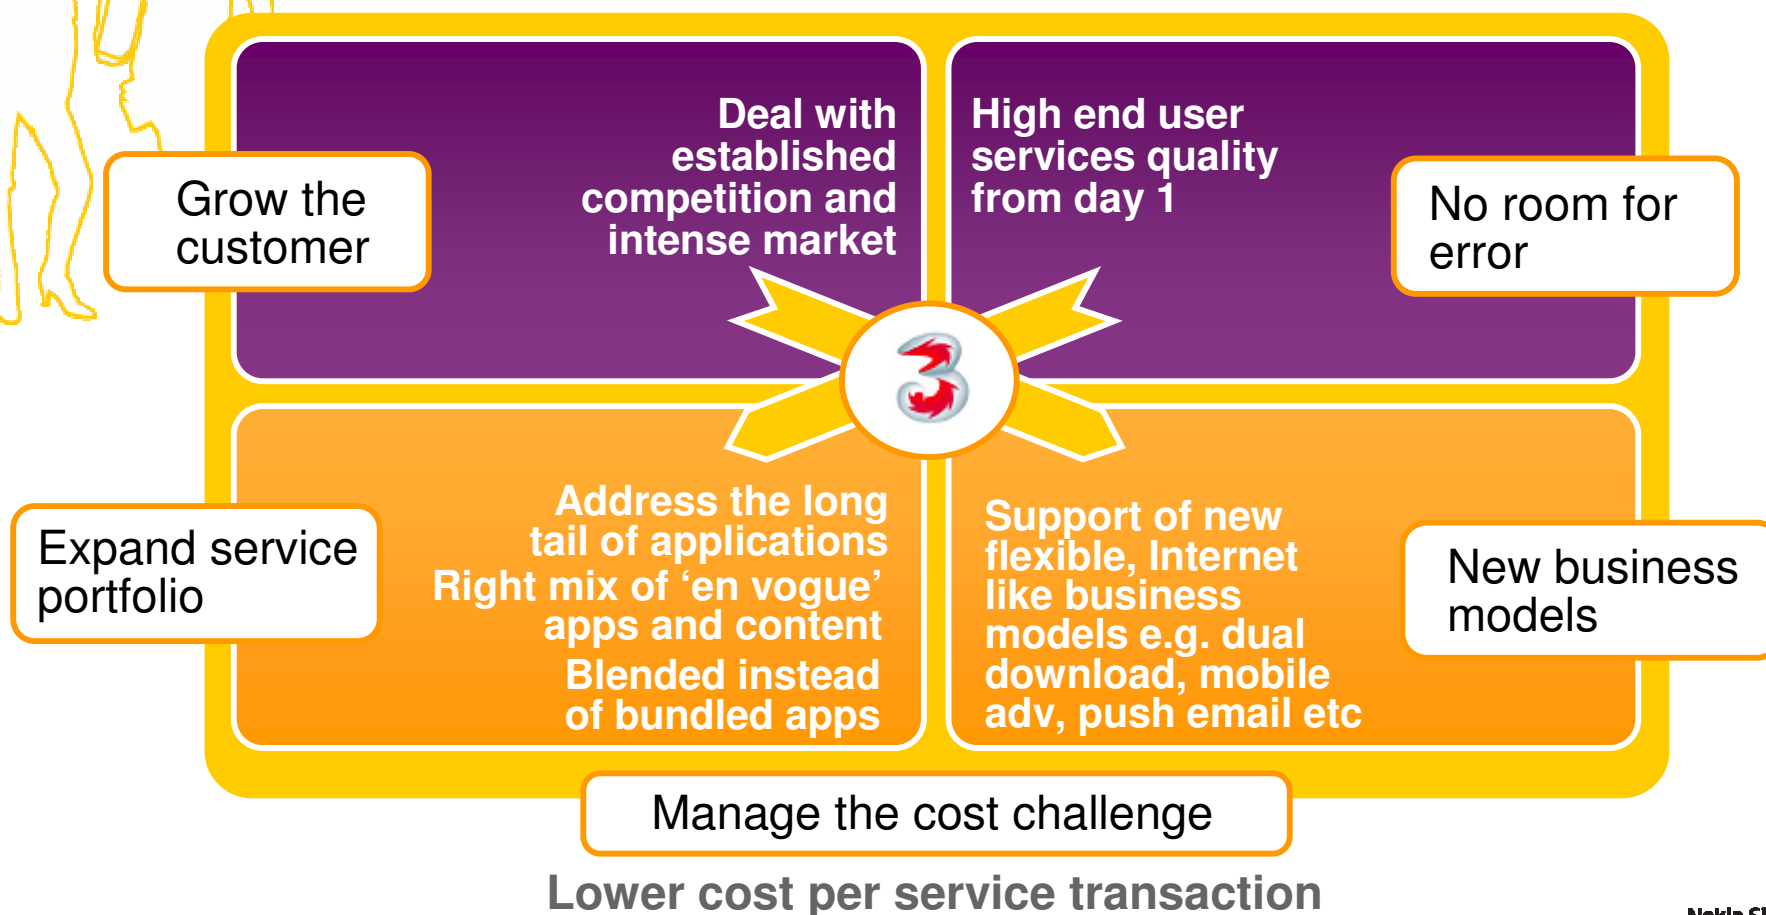 Deal with
established
competition and
intense market
High end user
services quality
from day 1
Grow the
customer
No room for
error
3
Address the long
tail of applications
Right mix of ‘en vogue’
apps and content
Blended instead
of bundled apps
Support of new
flexible, Internet
like business
models e.g. dual
download, mobile
adv, push email etc
Expand service
portfolio
New business
models
Manage the cost challenge
Lower cost per service transaction